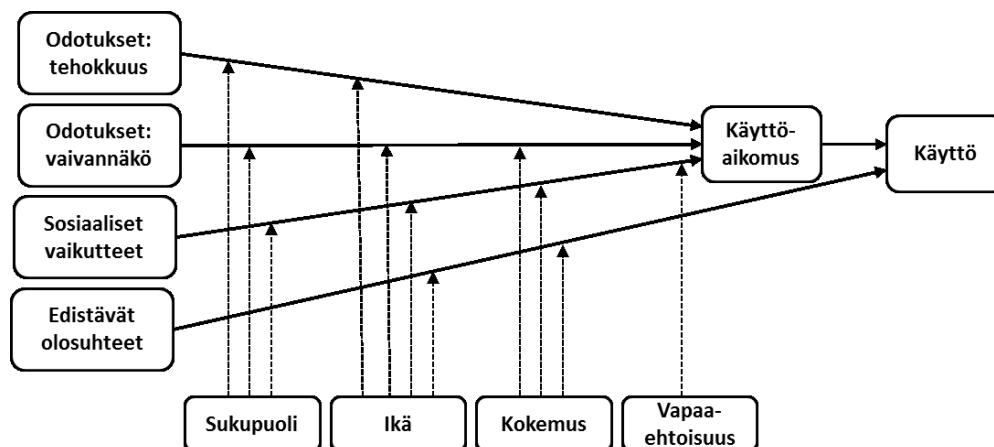 Odotukset:
tehokkuus
Odotukset:
vaivannäkö
Sosiaaliset
vaikutteet
Edistävät
olosuhteet
Käyttö-
aikomus
Käyttö
Sukupuoli
Ikä
Kokemus
Vapaa-
ehtoisuus